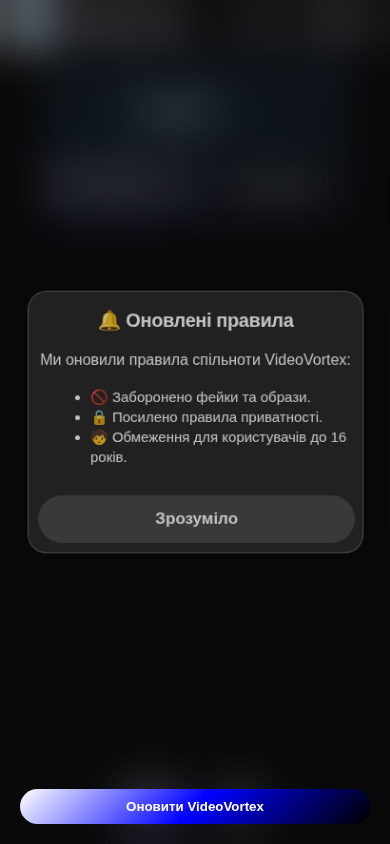 🔔 Оновлені правила
Ми оновили правила спільноти VideoVortex:
• 🚫 Заборонено фейки та образи.
• 🔒 Посилено правила приватності.
• 🧒 Обмеження для користувачів до 16
років.
Зрозуміло
Оновити VideoVortex